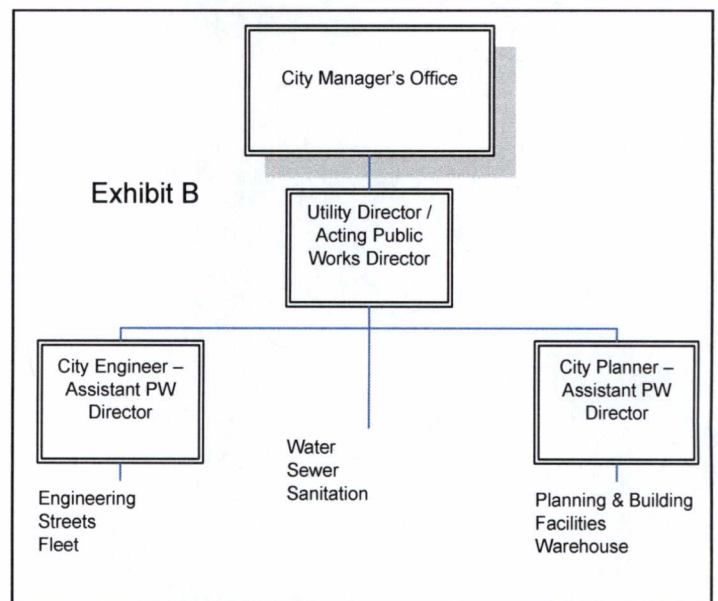 City Manager's Office
Exhibit B
Utility Director /
Acting Public
Works Director
City Engineer –
Assistant PW
Director
City Planner –
Assistant PW
Director
Water
Sewer
Sanitation
Engineering
Streets
Fleet
Planning & Building
Facilities
Warehouse